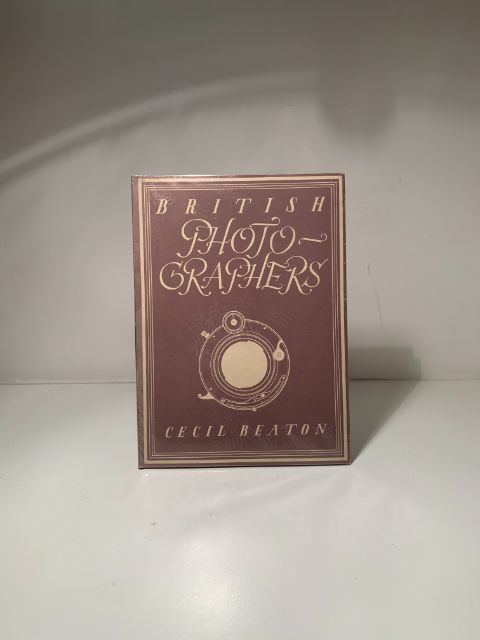 BRITISH
PHOTO-
GRAPHERS
CECIL BEATON